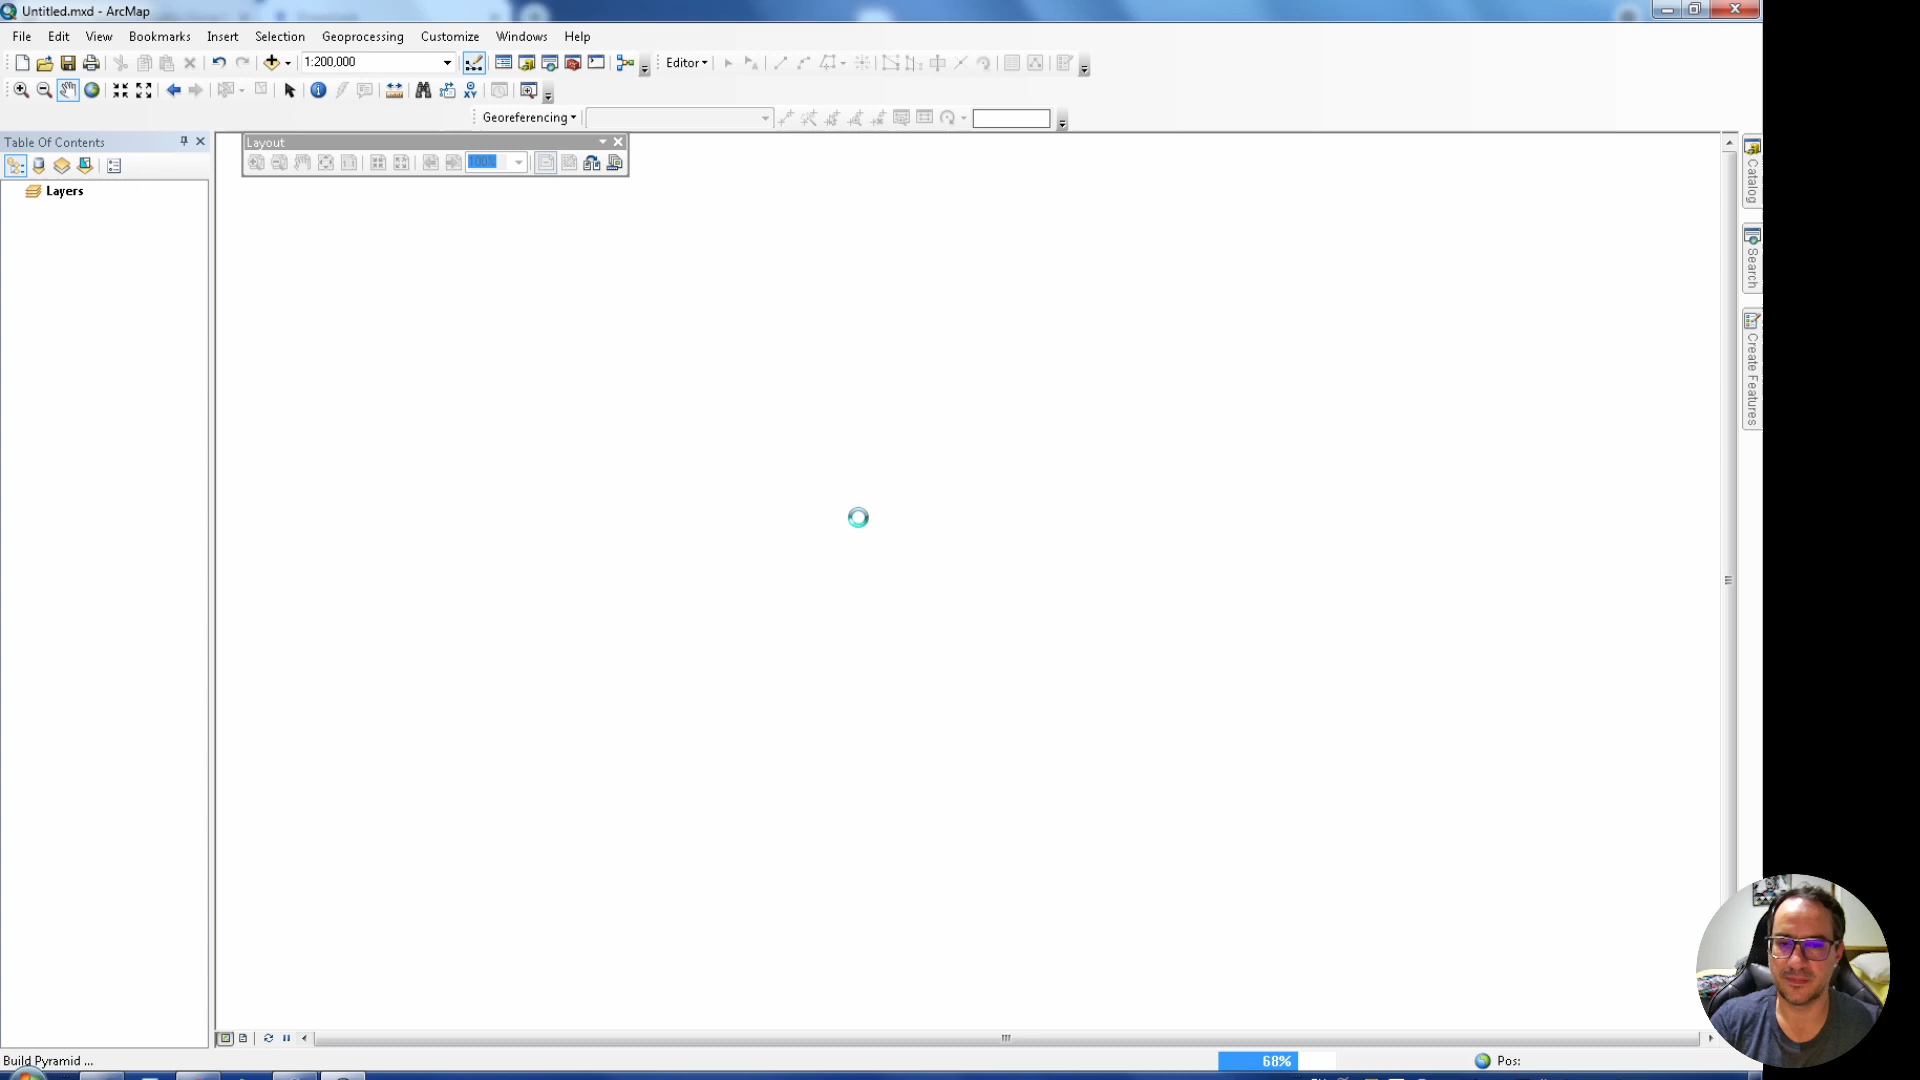 Untitled.mxd - ArcMap
File Edit View Bookmarks Insert Selection Geoprocessing Customize Windows Help
1:200,000
Editor
Georeferencing
Table Of Contents
Layout
100%
Layers
Catalog
Search
Create Features
Build Pyramid ...
68%
Pos: